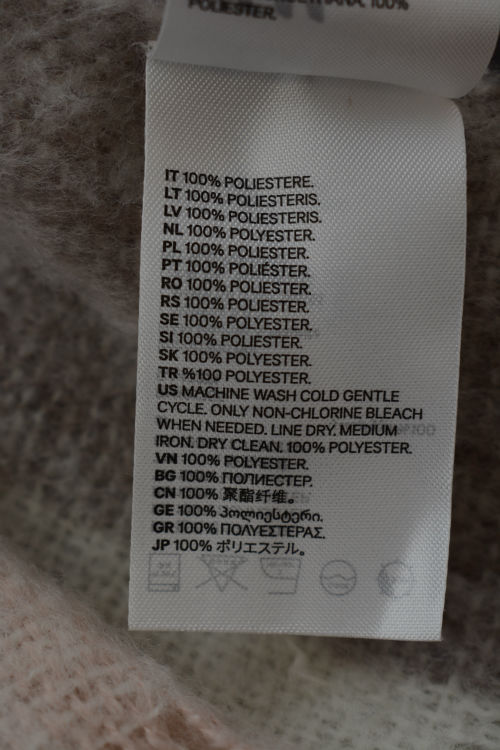 100%
POLIESTER.
IT 100% POLIESTERE.
LT 100% POLIESTERIS.
LV 100% POLIESTERIS.
NL 100% POLYESTER.
PL 100% POLIESTER.
PT 100% POLIÉSTER.
RO 100% POLIESTER.
RS 100% POLIESTER.
SE 100% POLYESTER.
SI 100% POLIESTER.
SK 100% POLYESTER.
TR %100 POLYESTER.
US MACHINE WASH COLD GENTLE
CYCLE. ONLY NON-CHLORINE BLEACH
WHEN NEEDED. LINE DRY. MEDIUM
IRON. DRY CLEAN. 100% POLYESTER.
VN 100% POLYESTER.
BG 100% ПОЛИЕСТЕР.
CN 100% 聚酯纤维。
GE 100% პოლიესტერი.
GR 100% ΠΟΛΥΕΣΤΕΡΑΣ.
JP 100% ポリエステル。